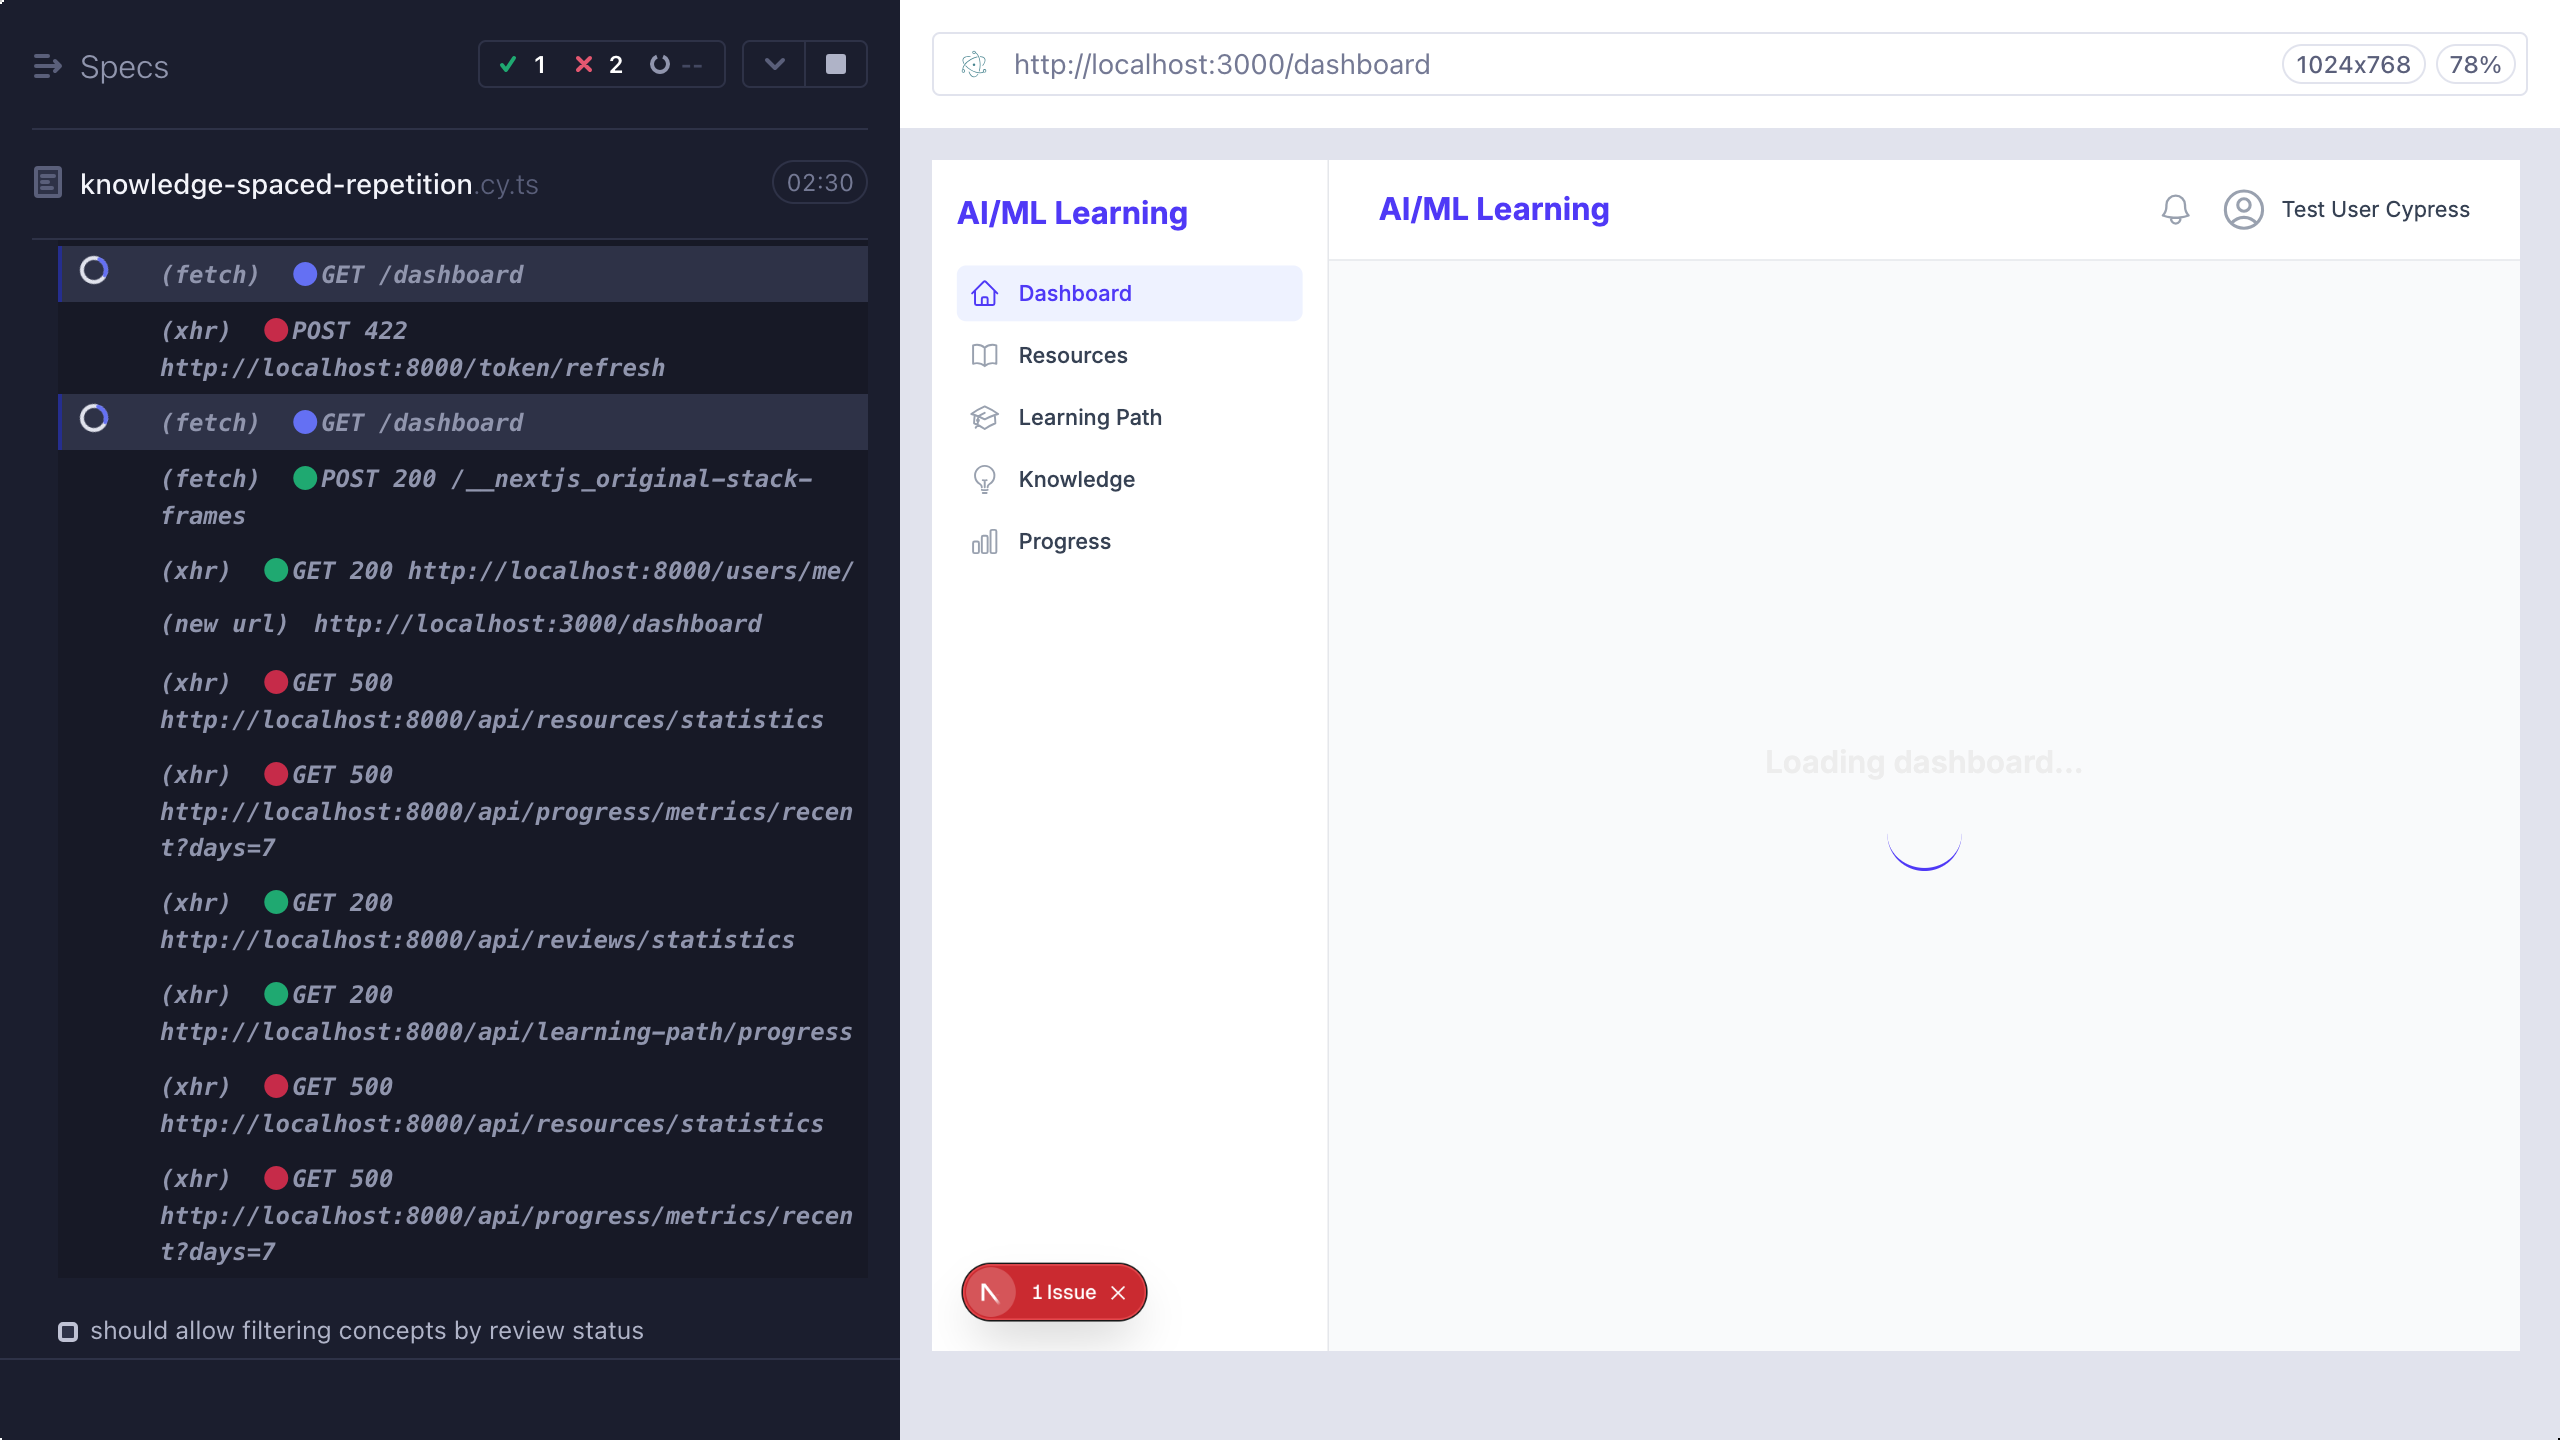 Specs
1
2
--
knowledge-spaced-repetition.cy.ts
02:30
(fetch) GET /dashboard
(xhr) POST 422
http://localhost:8000/token/refresh
(fetch) GET /dashboard
(fetch) POST 200 /__nextjs_original-stack-
frames
(xhr) GET 200 http://localhost:8000/users/me/
(new url) http://localhost:3000/dashboard
(xhr) GET 500
http://localhost:8000/api/resources/statistics
(xhr) GET 500
http://localhost:8000/api/progress/metrics/recen
t?days=7
(xhr) GET 200
http://localhost:8000/api/reviews/statistics
(xhr) GET 200
http://localhost:8000/api/learning-path/progress
(xhr) GET 500
http://localhost:8000/api/resources/statistics
(xhr) GET 500
http://localhost:8000/api/progress/metrics/recen
t?days=7
should allow filtering concepts by review status
http://localhost:3000/dashboard
1024x768
78%
AI/ML Learning
Dashboard
Resources
Learning Path
Knowledge
Progress
N 1 Issue
AI/ML Learning
Test User Cypress
Loading dashboard...